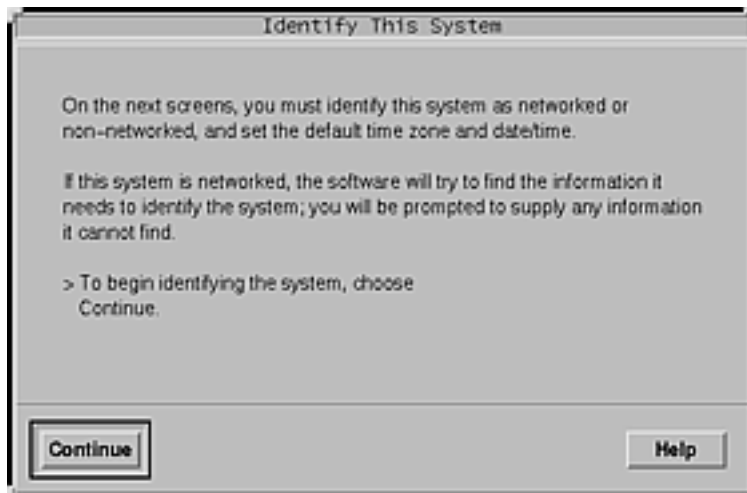 Identify This System
On the next screens, you must identify this system as networked or
non-networked, and set the default time zone and date/time.
If this system is networked, the software will try to find the information it
needs to identify the system; you will be prompted to supply any information
it cannot find.
> To begin identifying the system, choose
Continue.
Continue
Help